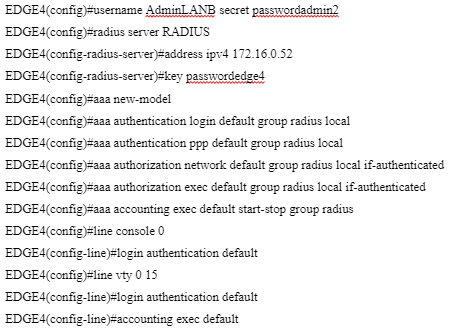 EDGE4(config)#username AdminLANB secret passwordadmin2
EDGE4(config)#radius server RADIUS
EDGE4(config-radius-server)#address ipv4 172.16.0.52
EDGE4(config-radius-server)#key passwordedge4
EDGE4(config)#aaa new-model
EDGE4(config)#aaa authentication login default group radius local
EDGE4(config)#aaa authentication ppp default group radius local
EDGE4(config)#aaa authorization network default group radius local if-authenticated
EDGE4(config)#aaa authorization exec default group radius local if-authenticated
EDGE4(config)#aaa accounting exec default start-stop group radius
EDGE4(config)#line console 0
EDGE4(config-line)#login authentication default
EDGE4(config)#line vty 0 15
EDGE4(config-line)#login authentication default
EDGE4(config-line)#accounting exec default